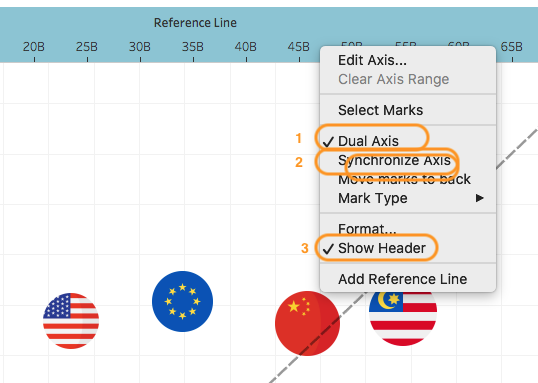 Reference Line
20B 25B 30B 35B 40B 45B 50B 55B 60B 65B
Edit Axis...
Clear Axis Range
Select Marks
1 ✓ Dual Axis
2 Synchronize Axis
Move marks to back
Mark Type ▶
Format...
3 ✓ Show Header
Add Reference Line